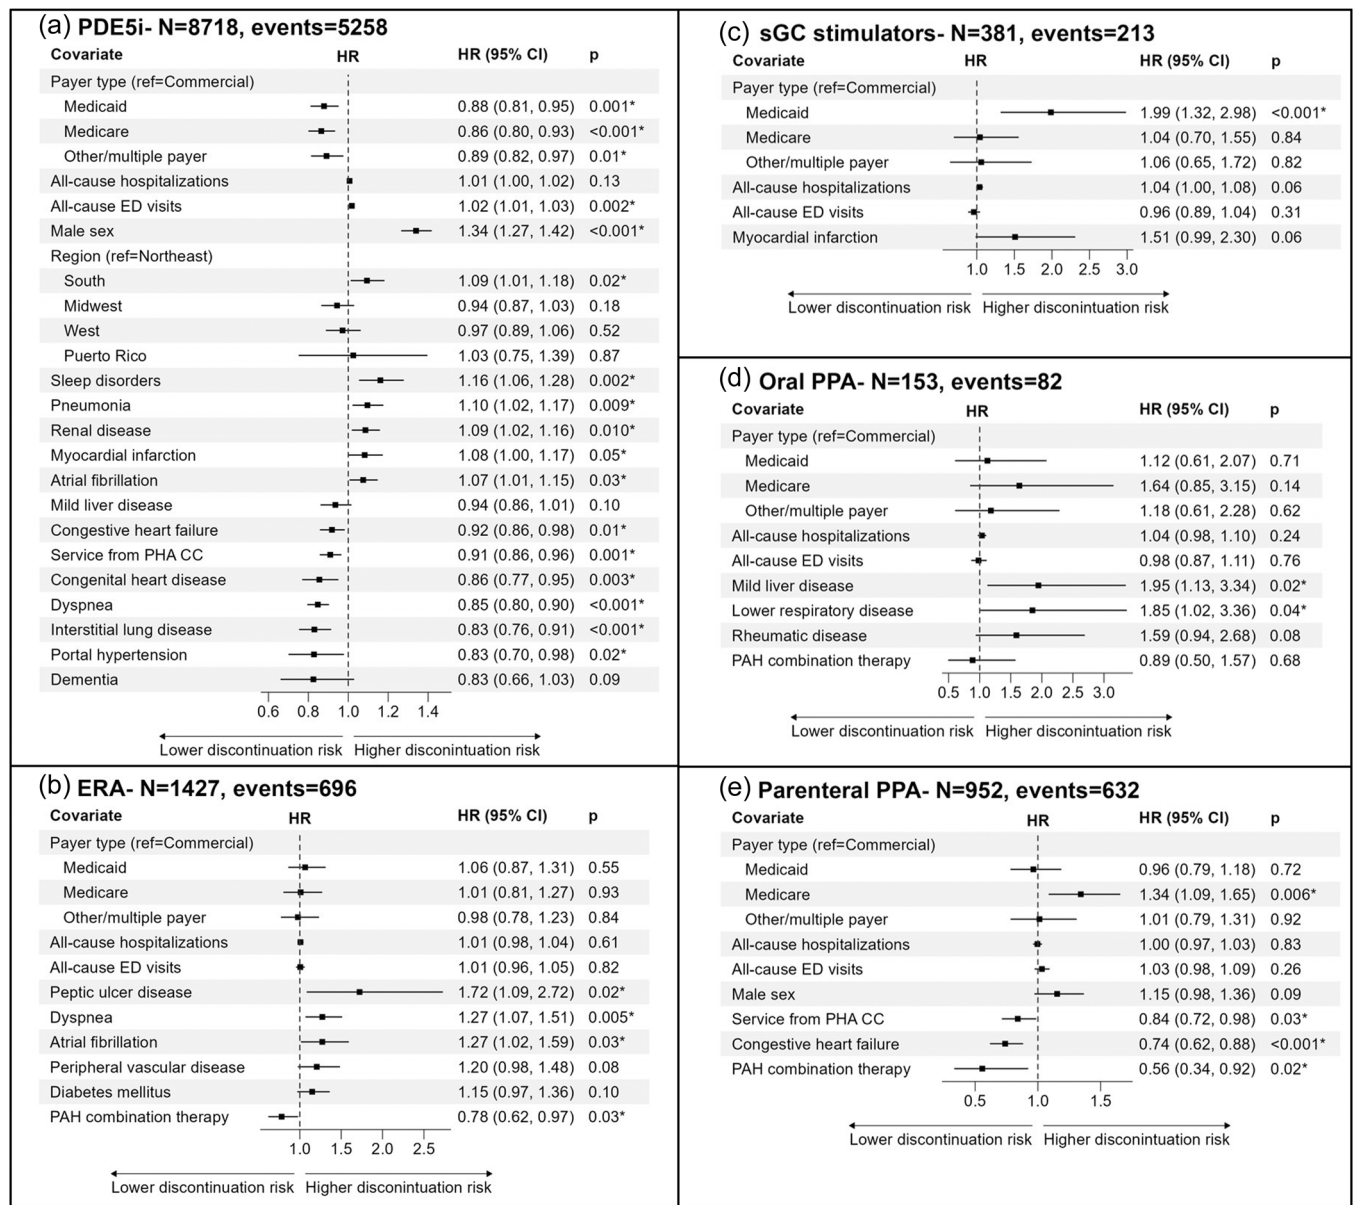 (a) PDE5i- N=8718, events=5258
Covariate HR HR (95% CI) p
Payer type (ref=Commercial)
Medicaid 0.88 (0.81, 0.95) 0.001*
Medicare 0.86 (0.80, 0.93) <0.001*
Other/multiple payer 0.89 (0.82, 0.97) 0.01*
All-cause hospitalizations 1.01 (1.00, 1.02) 0.13
All-cause ED visits 1.02 (1.01, 1.03) 0.002*
Male sex 1.34 (1.27, 1.42) <0.001*
Region (ref=Northeast)
South 1.09 (1.01, 1.18) 0.02*
Midwest 0.94 (0.87, 1.03) 0.18
West 0.97 (0.89, 1.06) 0.52
Puerto Rico 1.03 (0.75, 1.39) 0.87
Sleep disorders 1.16 (1.06, 1.28) 0.002*
Pneumonia 1.10 (1.02, 1.17) 0.009*
Renal disease 1.09 (1.02, 1.16) 0.010*
Myocardial infarction 1.08 (1.00, 1.17) 0.05*
Atrial fibrillation 1.07 (1.01, 1.15) 0.03*
Mild liver disease 0.94 (0.86, 1.01) 0.10
Congestive heart failure 0.92 (0.86, 0.98) 0.01*
Service from PHA CC 0.91 (0.86, 0.96) 0.001*
Congenital heart disease 0.86 (0.77, 0.95) 0.003*
Dyspnea 0.85 (0.80, 0.90) <0.001*
Interstitial lung disease 0.83 (0.76, 0.91) <0.001*
Portal hypertension 0.83 (0.70, 0.98) 0.02*
Dementia 0.83 (0.66, 1.03) 0.09
0.6 0.8 1.0 1.2 1.4
Lower discontinuation risk Higher disconintuation risk
(b) ERA- N=1427, events=696
Covariate HR HR (95% CI) p
Payer type (ref=Commercial)
Medicaid 1.06 (0.87, 1.31) 0.55
Medicare 1.01 (0.81, 1.27) 0.93
Other/multiple payer 0.98 (0.78, 1.23) 0.84
All-cause hospitalizations 1.01 (0.98, 1.04) 0.61
All-cause ED visits 1.01 (0.96, 1.05) 0.82
Peptic ulcer disease 1.72 (1.09, 2.72) 0.02*
Dyspnea 1.27 (1.07, 1.51) 0.005*
Atrial fibrillation 1.27 (1.02, 1.59) 0.03*
Peripheral vascular disease 1.20 (0.98, 1.48) 0.08
Diabetes mellitus 1.15 (0.97, 1.36) 0.10
PAH combination therapy 0.78 (0.62, 0.97) 0.03*
1.0 1.5 2.0 2.5
Lower discontinuation risk Higher disconintuation risk
(c) sGC stimulators- N=381, events=213
Covariate HR HR (95% CI) p
Payer type (ref=Commercial)
Medicaid 1.99 (1.32, 2.98) <0.001*
Medicare 1.04 (0.70, 1.55) 0.84
Other/multiple payer 1.06 (0.65, 1.72) 0.82
All-cause hospitalizations 1.04 (1.00, 1.08) 0.06
All-cause ED visits 0.96 (0.89, 1.04) 0.31
Myocardial infarction 1.51 (0.99, 2.30) 0.06
1.0 1.5 2.0 2.5 3.0
Lower discontinuation risk Higher disconintuation risk
(d) Oral PPA- N=153, events=82
Covariate HR HR (95% CI) p
Payer type (ref=Commercial)
Medicaid 1.12 (0.61, 2.07) 0.71
Medicare 1.64 (0.85, 3.15) 0.14
Other/multiple payer 1.18 (0.61, 2.28) 0.62
All-cause hospitalizations 1.04 (0.98, 1.10) 0.24
All-cause ED visits 0.98 (0.87, 1.11) 0.76
Mild liver disease 1.95 (1.13, 3.34) 0.02*
Lower respiratory disease 1.85 (1.02, 3.36) 0.04*
Rheumatic disease 1.59 (0.94, 2.68) 0.08
PAH combination therapy 0.89 (0.50, 1.57) 0.68
0.5 1.0 1.5 2.0 2.5 3.0
Lower discontinuation risk Higher disconintuation risk
(e) Parenteral PPA- N=952, events=632
Covariate HR HR (95% CI) p
Payer type (ref=Commercial)
Medicaid 0.96 (0.79, 1.18) 0.72
Medicare 1.34 (1.09, 1.65) 0.006*
Other/multiple payer 1.01 (0.79, 1.31) 0.92
All-cause hospitalizations 1.00 (0.97, 1.03) 0.83
All-cause ED visits 1.03 (0.98, 1.09) 0.26
Male sex 1.15 (0.98, 1.36) 0.09
Service from PHA CC 0.84 (0.72, 0.98) 0.03*
Congestive heart failure 0.74 (0.62, 0.88) <0.001*
PAH combination therapy 0.56 (0.34, 0.92) 0.02*
0.5 1.0 1.5
Lower discontinuation risk Higher disconintuation risk